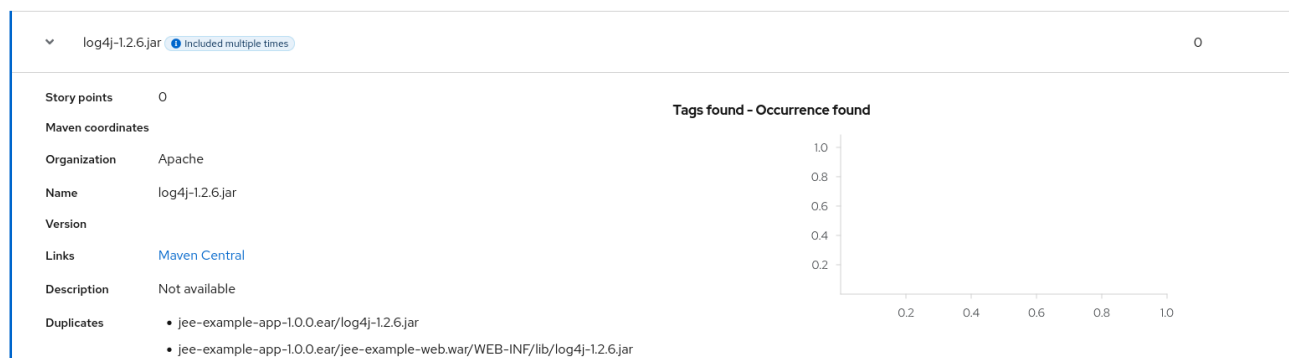 log4j-1.2.6.jar Included multiple times 0
Story points 0
Maven coordinates
Organization Apache
Name log4j-1.2.6.jar
Version
Links Maven Central
Description Not available
Duplicates • jee-example-app-1.0.0.ear/log4j-1.2.6.jar
• jee-example-app-1.0.0.ear/jee-example-web.war/WEB-INF/lib/log4j-1.2.6.jar
Tags found - Occurrence found
1.0
0.8
0.6
0.4
0.2
0.2 0.4 0.6 0.8 1.0